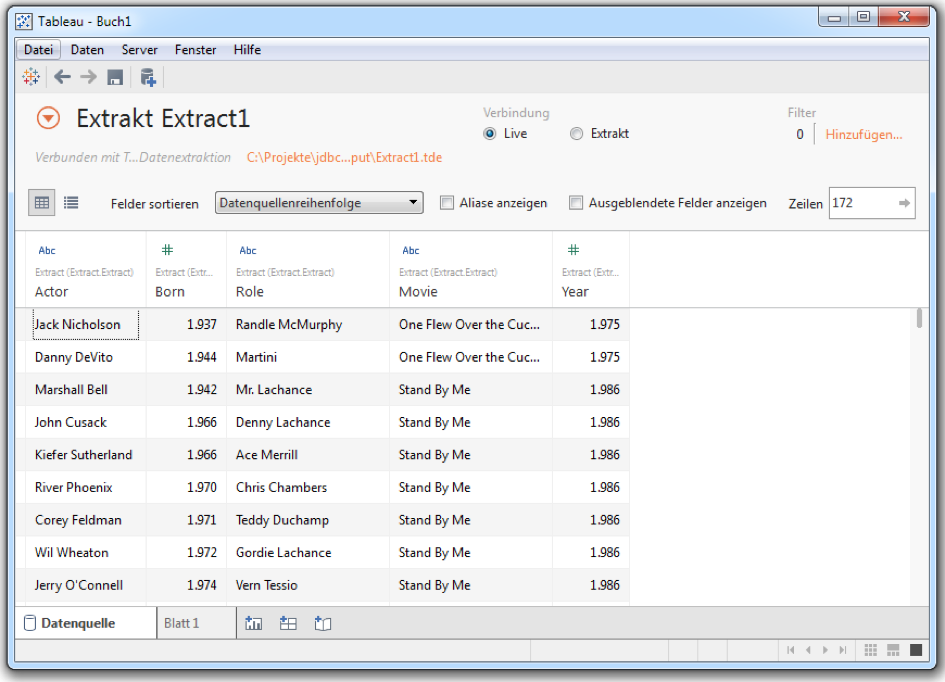 Tableau - Buch1
Datei Daten Server Fenster Hilfe
Extrakt Extract1
Verbindung
Live Extrakt
Filter
0 Hinzufügen...
Verbunden mit T...Datenextraktion C:\Projekte\jdbc...put\Extract1.tde
Felder sortieren Datenquellenreihenfolge Aliase anzeigen Ausgeblendete Felder anzeigen Zeilen 172
Abc # Abc Abc #
Extract (Extract.Extract) Extract (Extr... Extract (Extract.Extract) Extract (Extract.Extract) Extract (Extr...
Actor Born Role Movie Year
Jack Nicholson 1.937 Randle McMurphy One Flew Over the Cuc... 1.975
Danny DeVito 1.944 Martini One Flew Over the Cuc... 1.975
Marshall Bell 1.942 Mr. Lachance Stand By Me 1.986
John Cusack 1.966 Denny Lachance Stand By Me 1.986
Kiefer Sutherland 1.966 Ace Merrill Stand By Me 1.986
River Phoenix 1.970 Chris Chambers Stand By Me 1.986
Corey Feldman 1.971 Teddy Duchamp Stand By Me 1.986
Wil Wheaton 1.972 Gordie Lachance Stand By Me 1.986
Jerry O'Connell 1.974 Vern Tessio Stand By Me 1.986
Datenquelle Blatt 1